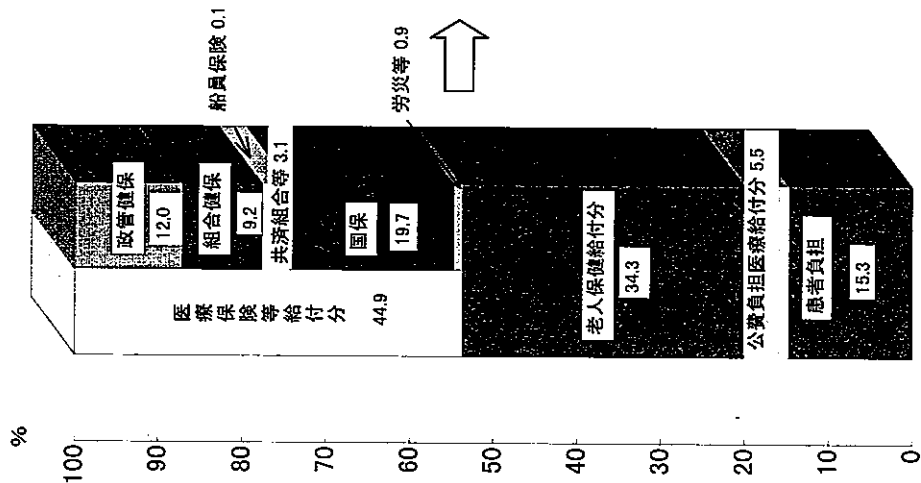 %
100
90
80
70
60
50
40
30
20
10
0
医療保険等給付分
44.9
政管健保
12.0
組合健保
9.2
船員保険 0.1
共済組合等 3.1
国保
19.7
労災等 0.9
老人保健給付分
34.3
公費負担医療給付分 5.5
患者負担
15.3